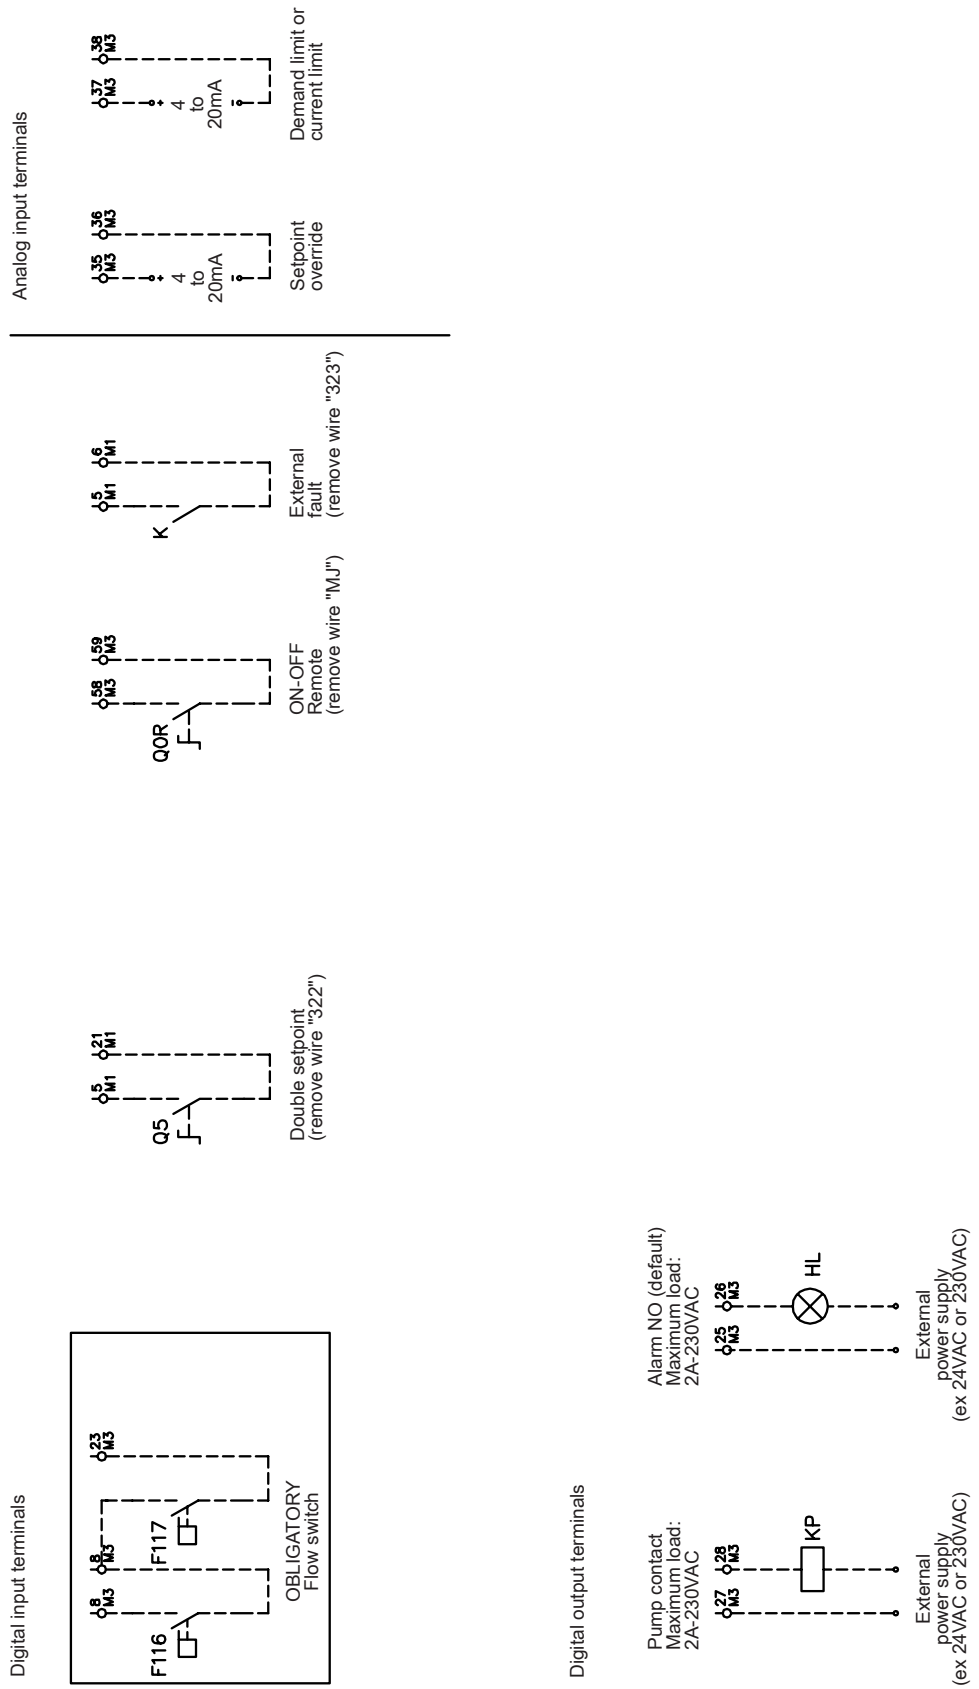 Digital input terminals
8
M3
8
M3
23
M3
F116
F117
OBLIGATORY
Flow switch
5
M1
21
M1
Q5
Double setpoint
(remove wire "322")
58
M3
59
M3
Q0R
ON-OFF
Remote
(remove wire "MJ")
5
M1
6
M1
K
External
fault
(remove wire "323")
Analog input terminals
35
M3
36
M3
+
4
to
20mA
-
Setpoint
override
37
M3
38
M3
+
4
to
20mA
-
Demand limit or
current limit
Digital output terminals
Pump contact
Maximum load:
2A-230VAC
27
M3
28
M3
KP
External
power supply
(ex 24VAC or 230VAC)
Alarm NO (default)
Maximum load:
2A-230VAC
25
M3
26
M3
HL
External
power supply
(ex 24VAC or 230VAC)